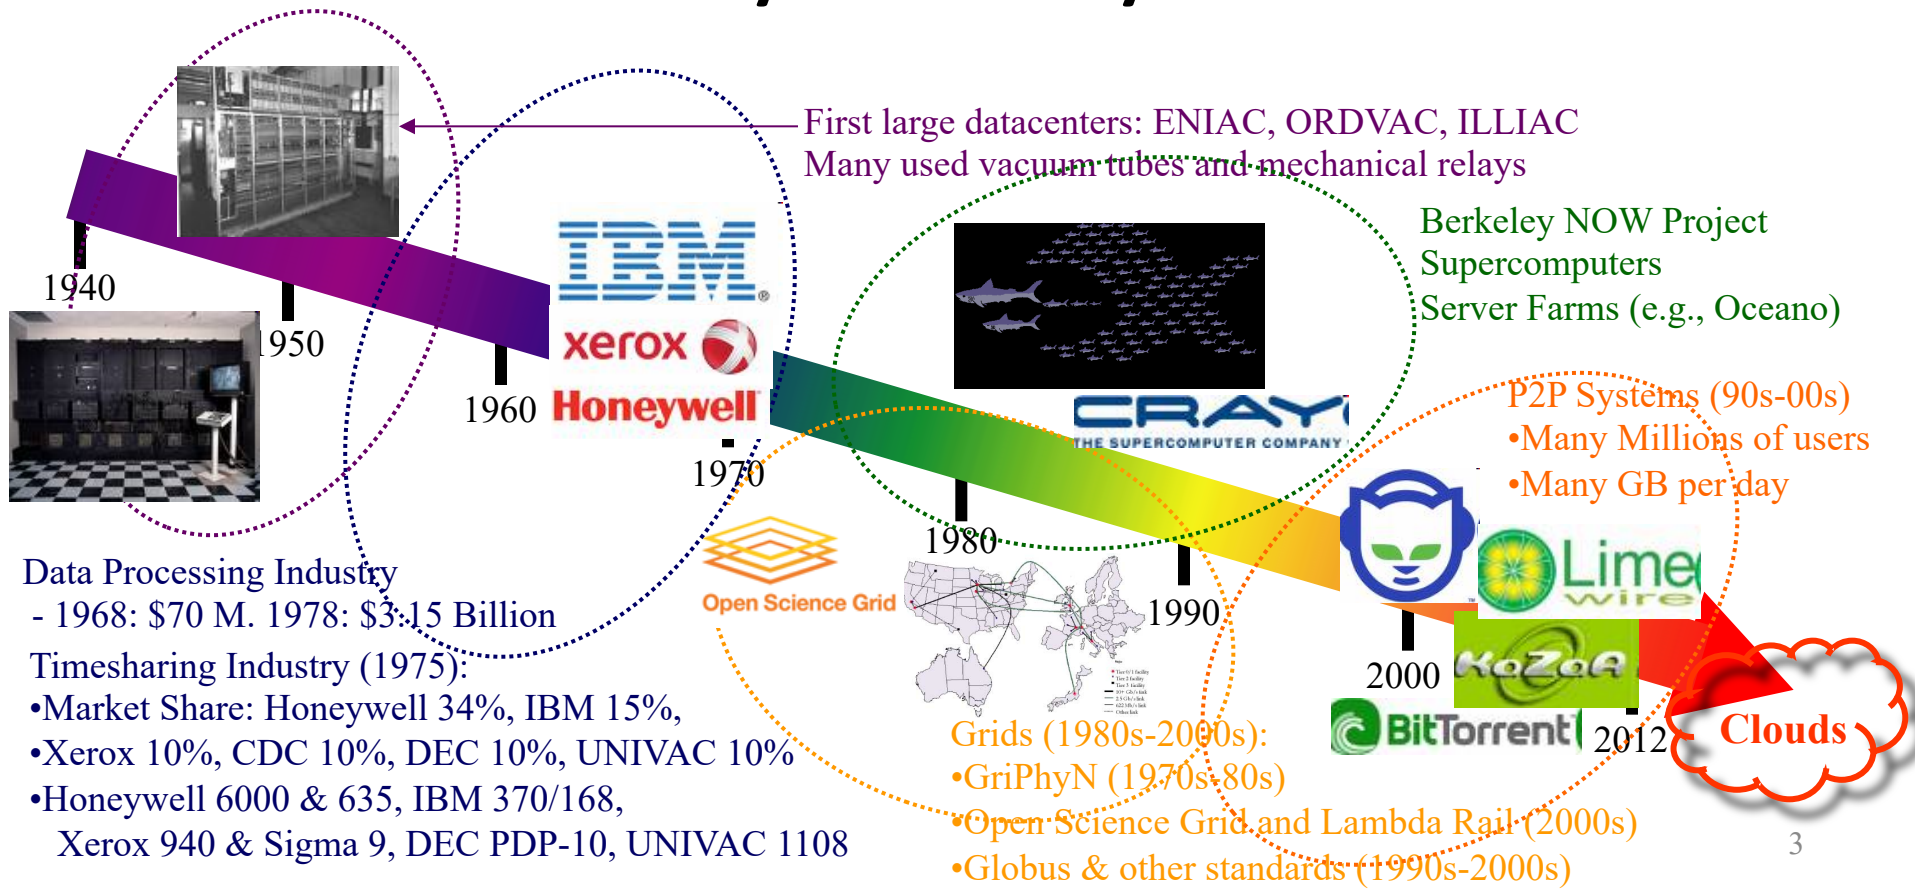 First large datacenters: ENIAC, ORDVAC, ILLIAC
Many used vacuum tubes and mechanical relays
1940
1950
1960
1970
1980
1990
2000
2012
IBM®
xerox
Honeywell
CRAY
THE SUPERCOMPUTER COMPANY
Berkeley NOW Project
Supercomputers
Server Farms (e.g., Oceano)
P2P Systems (90s-00s)
•Many Millions of users
•Many GB per day
Lime
wire
KaZaA
BitTorrent
Clouds
Open Science Grid
Data Processing Industry
- 1968: $70 M. 1978: $3.15 Billion
Timesharing Industry (1975):
•Market Share: Honeywell 34%, IBM 15%,
•Xerox 10%, CDC 10%, DEC 10%, UNIVAC 10%
•Honeywell 6000 & 635, IBM 370/168,
Xerox 940 & Sigma 9, DEC PDP-10, UNIVAC 1108
Grids (1980s-2000s):
•GriPhyN (1970s-80s)
•Open Science Grid and Lambda Rail (2000s)
•Globus & other standards (1990s-2000s)
3